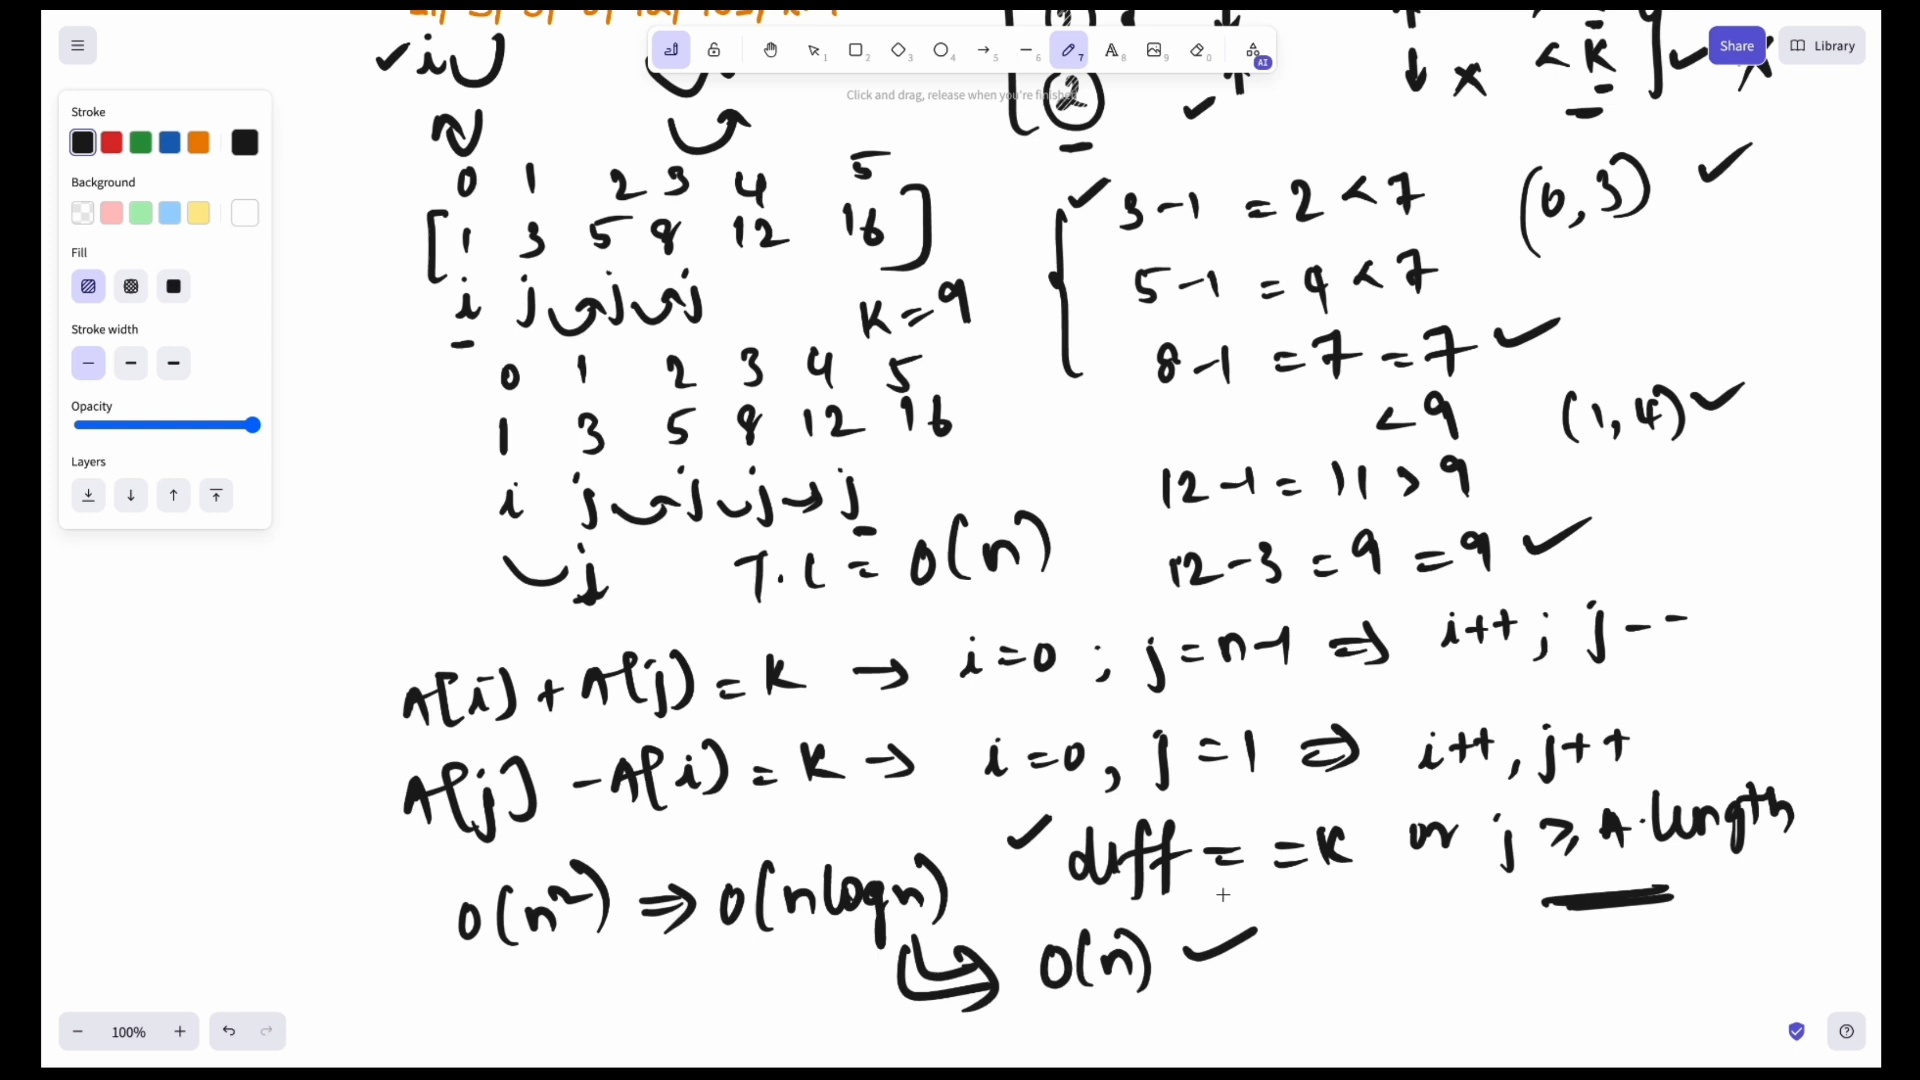 Share
Library
Click and drag, release when you're finished
Stroke
Background
Fill
Stroke width
Opacity
Layers
100%
✓ i
< k ✓
2 ✓
↓ x
0 1 2 3 4 5
[1 3 5 8 12 16]
i j j j
K = 9
0 1 2 3 4 5
1 3 5 8 12 16
i j j j → j
j T.C = O(n)
✓ 3-1 = 2 < 7 (0,3) ✓
5-1 = 4 < 7
8-1 = 7 = 7 ✓
< 9 (1,4) ✓
12-1 = 11 > 9
12-3 = 9 = 9 ✓
A[i] + A[j] = K → i=0 ; j=n-1 ⇒ i++ ; j--
A[j] - A[i] = K → i=0, j=1 ⇒ i++, j++
✓ diff == K or j >= A.length
O(n²) ⇒ O(nlogn)
O(n) ✓